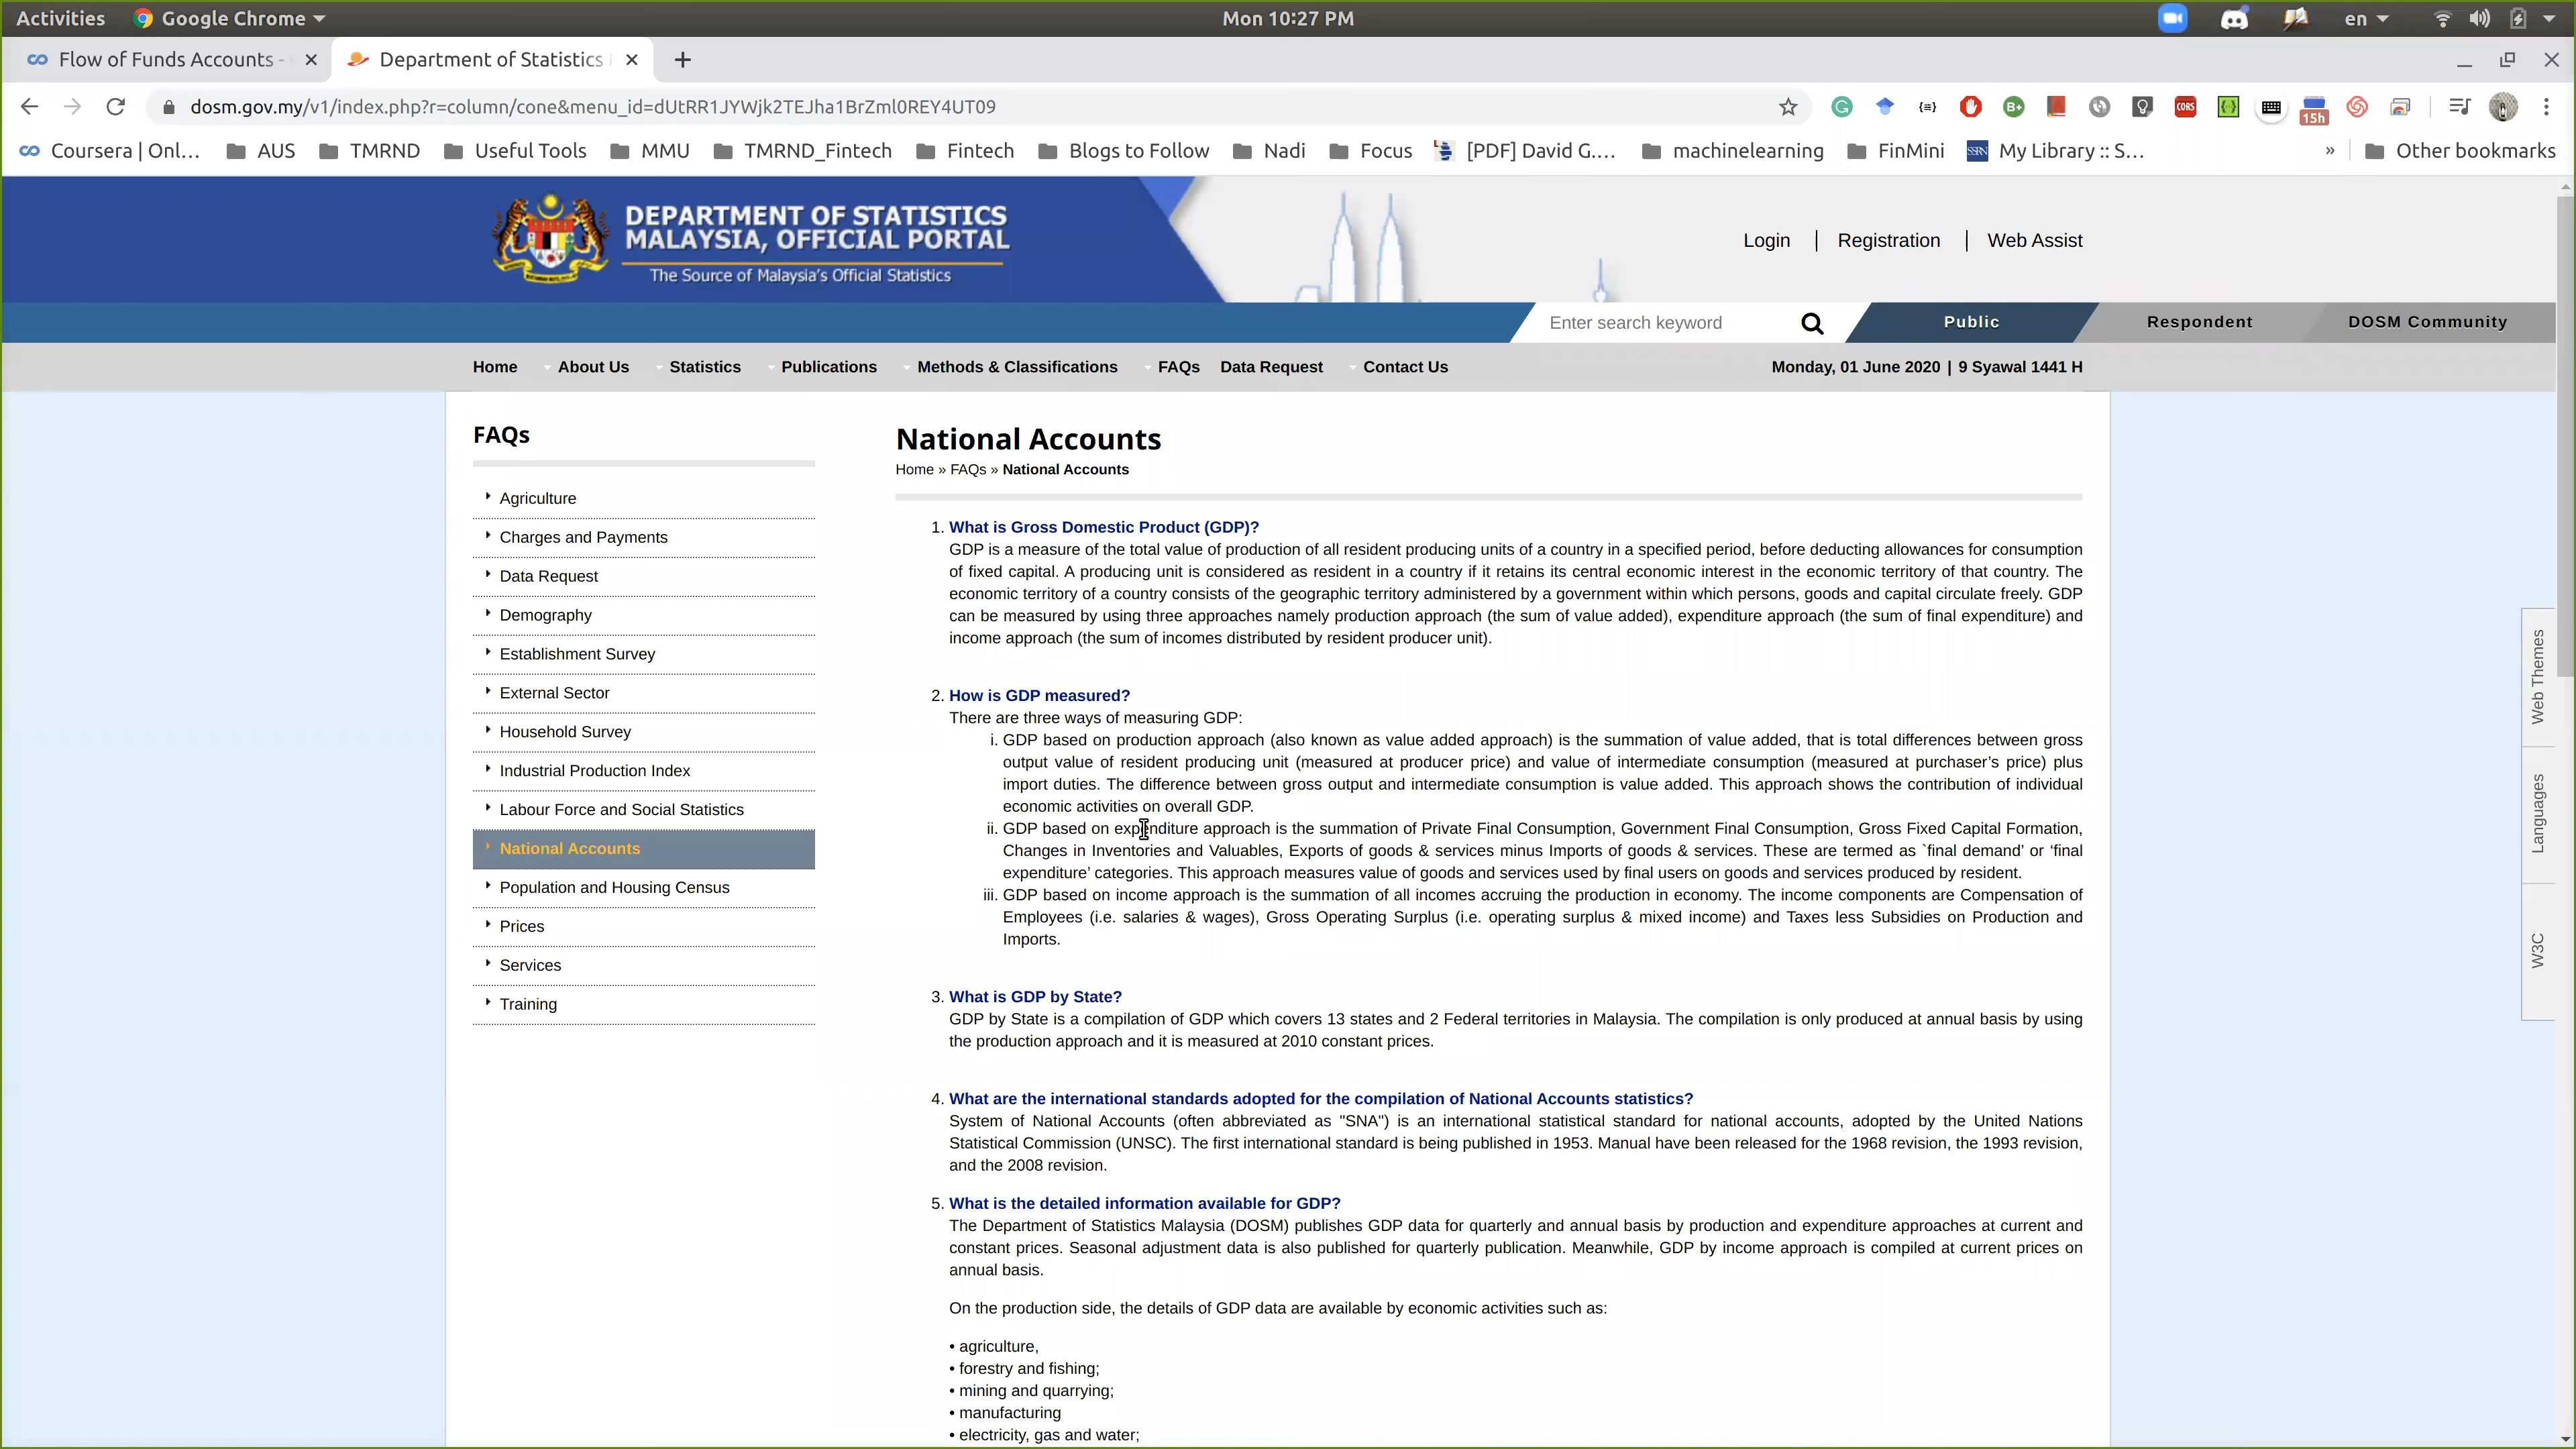 Activities Google Chrome Mon 10:27 PM en
Flow of Funds Accounts - Department of Statistics
dosm.gov.my/v1/index.php?r=column/cone&menu_id=dUtRR1JYWjk2TEJha1BrZml0REY4UT09
CORS
15h
Coursera | Onl... AUS TMRND Useful Tools MMU TMRND_Fintech Fintech Blogs to Follow Nadi Focus [PDF] David G.... machinelearning FinMini SSRN My Library :: S... » Other bookmarks
DEPARTMENT OF STATISTICS
MALAYSIA, OFFICIAL PORTAL
The Source of Malaysia's Official Statistics
Login | Registration | Web Assist
Enter search keyword Public Respondent DOSM Community
Home About Us Statistics Publications Methods & Classifications FAQs Data Request Contact Us Monday, 01 June 2020 | 9 Syawal 1441 H
FAQs
Agriculture
Charges and Payments
Data Request
Demography
Establishment Survey
External Sector
Household Survey
Industrial Production Index
Labour Force and Social Statistics
National Accounts
Population and Housing Census
Prices
Services
Training
National Accounts
Home » FAQs » National Accounts
1. What is Gross Domestic Product (GDP)?
GDP is a measure of the total value of production of all resident producing units of a country in a specified period, before deducting allowances for consumption
of fixed capital. A producing unit is considered as resident in a country if it retains its central economic interest in the economic territory of that country. The
economic territory of a country consists of the geographic territory administered by a government within which persons, goods and capital circulate freely. GDP
can be measured by using three approaches namely production approach (the sum of value added), expenditure approach (the sum of final expenditure) and
income approach (the sum of incomes distributed by resident producer unit).
2. How is GDP measured?
There are three ways of measuring GDP:
i. GDP based on production approach (also known as value added approach) is the summation of value added, that is total differences between gross
output value of resident producing unit (measured at producer price) and value of intermediate consumption (measured at purchaser's price) plus
import duties. The difference between gross output and intermediate consumption is value added. This approach shows the contribution of individual
economic activities on overall GDP.
ii. GDP based on expenditure approach is the summation of Private Final Consumption, Government Final Consumption, Gross Fixed Capital Formation,
Changes in Inventories and Valuables, Exports of goods & services minus Imports of goods & services. These are termed as `final demand' or 'final
expenditure' categories. This approach measures value of goods and services used by final users on goods and services produced by resident.
iii. GDP based on income approach is the summation of all incomes accruing the production in economy. The income components are Compensation of
Employees (i.e. salaries & wages), Gross Operating Surplus (i.e. operating surplus & mixed income) and Taxes less Subsidies on Production and
Imports.
3. What is GDP by State?
GDP by State is a compilation of GDP which covers 13 states and 2 Federal territories in Malaysia. The compilation is only produced at annual basis by using
the production approach and it is measured at 2010 constant prices.
4. What are the international standards adopted for the compilation of National Accounts statistics?
System of National Accounts (often abbreviated as "SNA") is an international statistical standard for national accounts, adopted by the United Nations
Statistical Commission (UNSC). The first international standard is being published in 1953. Manual have been released for the 1968 revision, the 1993 revision,
and the 2008 revision.
5. What is the detailed information available for GDP?
The Department of Statistics Malaysia (DOSM) publishes GDP data for quarterly and annual basis by production and expenditure approaches at current and
constant prices. Seasonal adjustment data is also published for quarterly publication. Meanwhile, GDP by income approach is compiled at current prices on
annual basis.
On the production side, the details of GDP data are available by economic activities such as:
• agriculture,
• forestry and fishing;
• mining and quarrying;
• manufacturing
• electricity, gas and water;
Web Themes
Languages
W3C